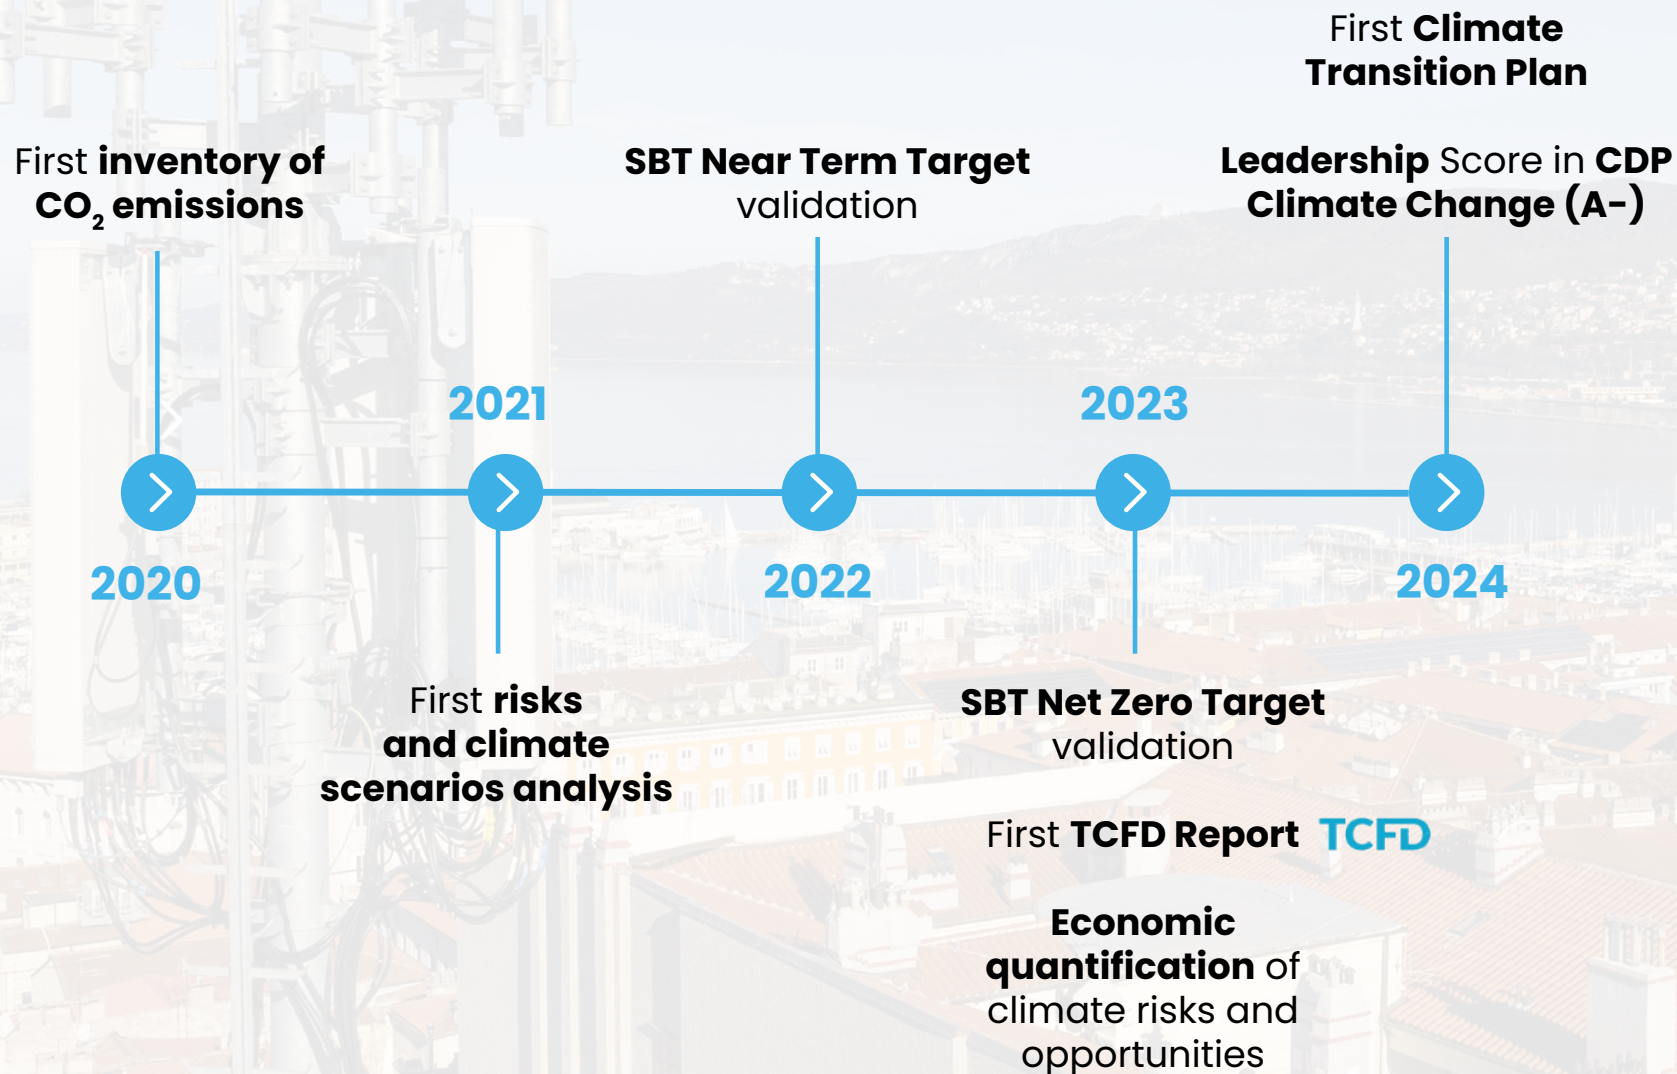 First Climate
Transition Plan
First inventory of
CO₂ emissions
SBT Near Term Target
validation
Leadership Score in CDP
Climate Change (A-)
2021
2023
2020
2022
2024
First risks
and climate
scenarios analysis
SBT Net Zero Target
validation
First TCFD Report TCFD
Economic
quantification of
climate risks and
opportunities